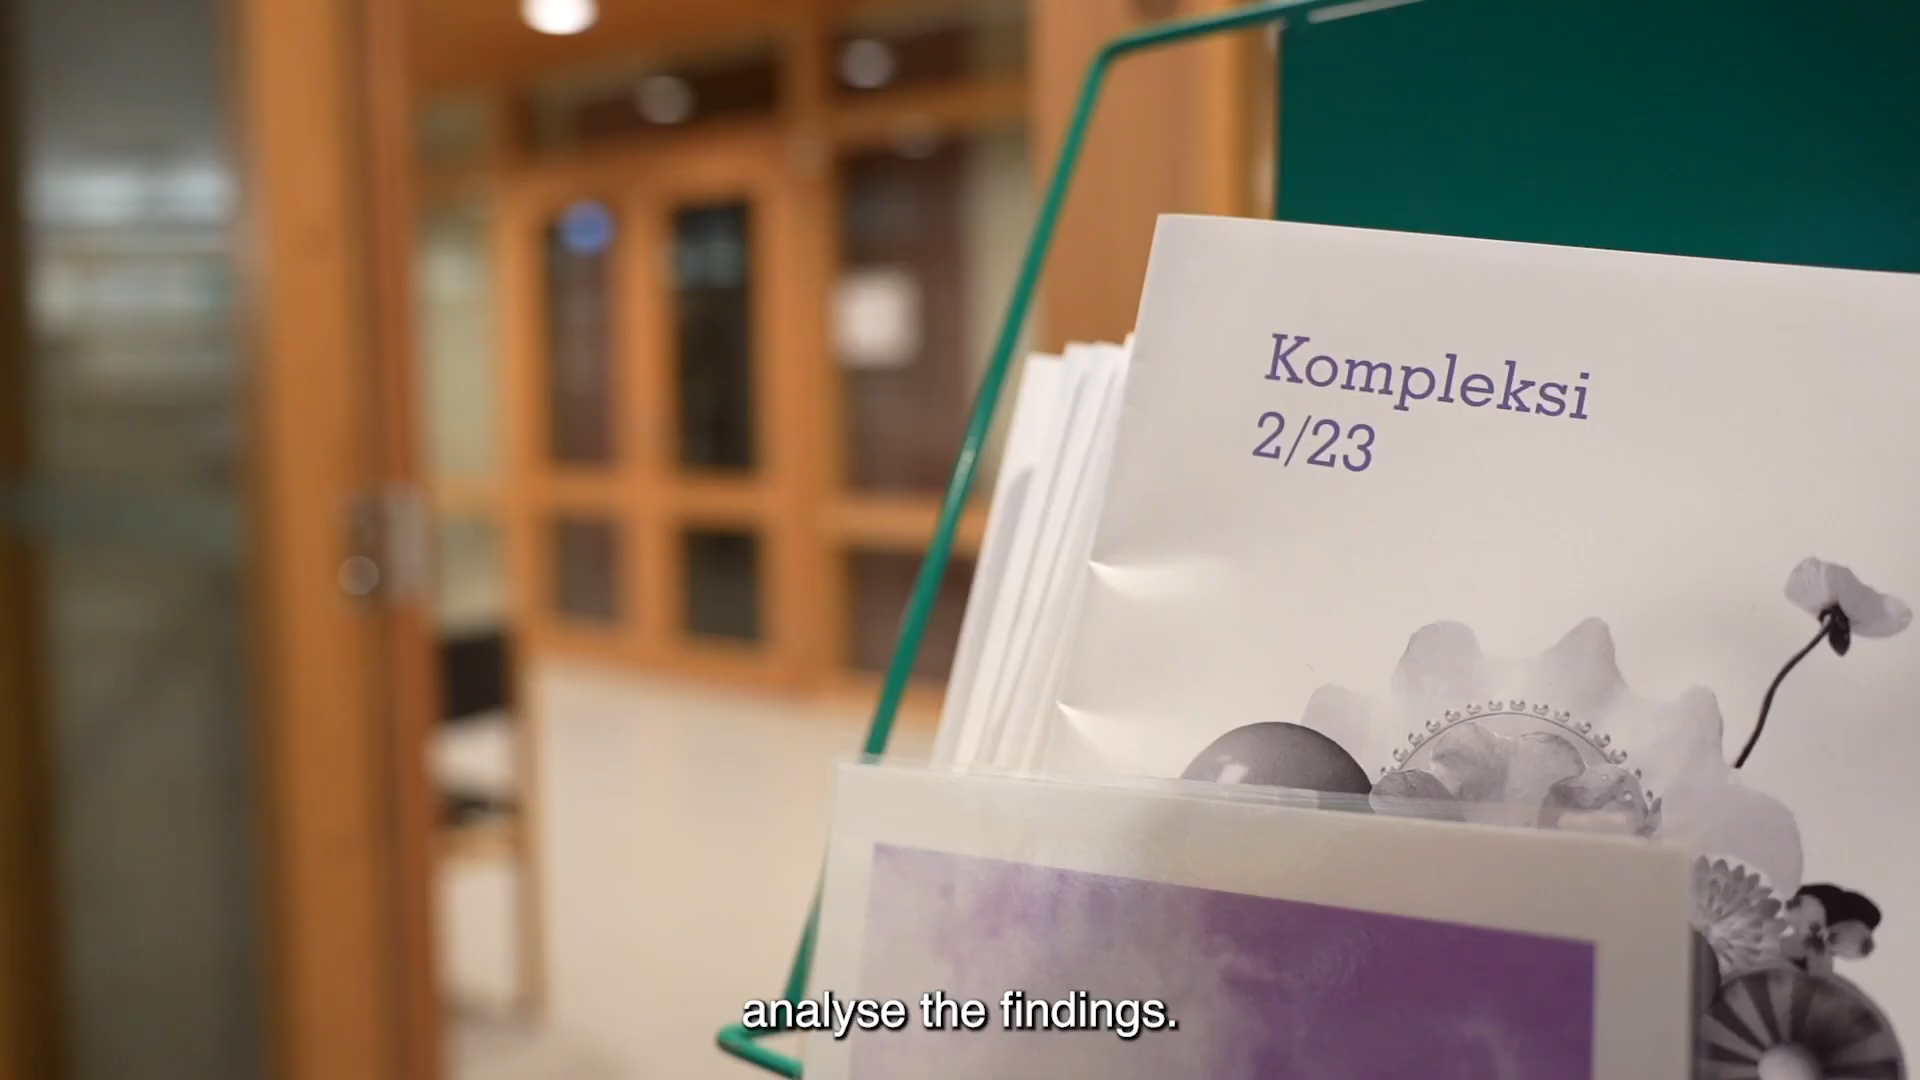 Kompleksi
2/23
analyse the findings.